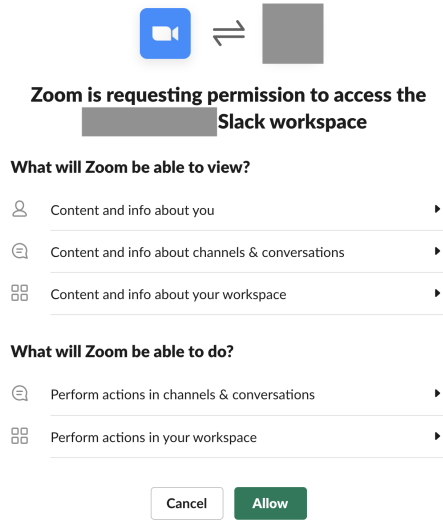 Zoom is requesting permission to access the
Slack workspace
What will Zoom be able to view?
Content and info about you
Content and info about channels & conversations
Content and info about your workspace
What will Zoom be able to do?
Perform actions in channels & conversations
Perform actions in your workspace
Cancel
Allow